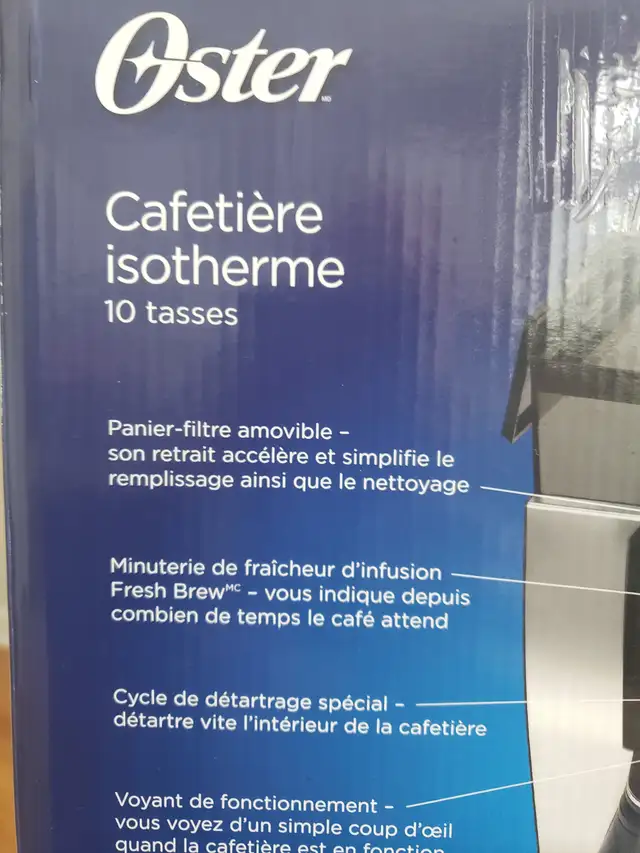 Oster MD
Cafetière
isotherme
10 tasses
Panier-filtre amovible –
son retrait accélère et simplifie le
remplissage ainsi que le nettoyage
Minuterie de fraîcheur d'infusion
Fresh Brew MC – vous indique depuis
combien de temps le café attend
Cycle de détartrage spécial –
détartre vite l'intérieur de la cafetière
Voyant de fonctionnement –
vous voyez d'un simple coup d'œil
quand la cafetière est en fonction